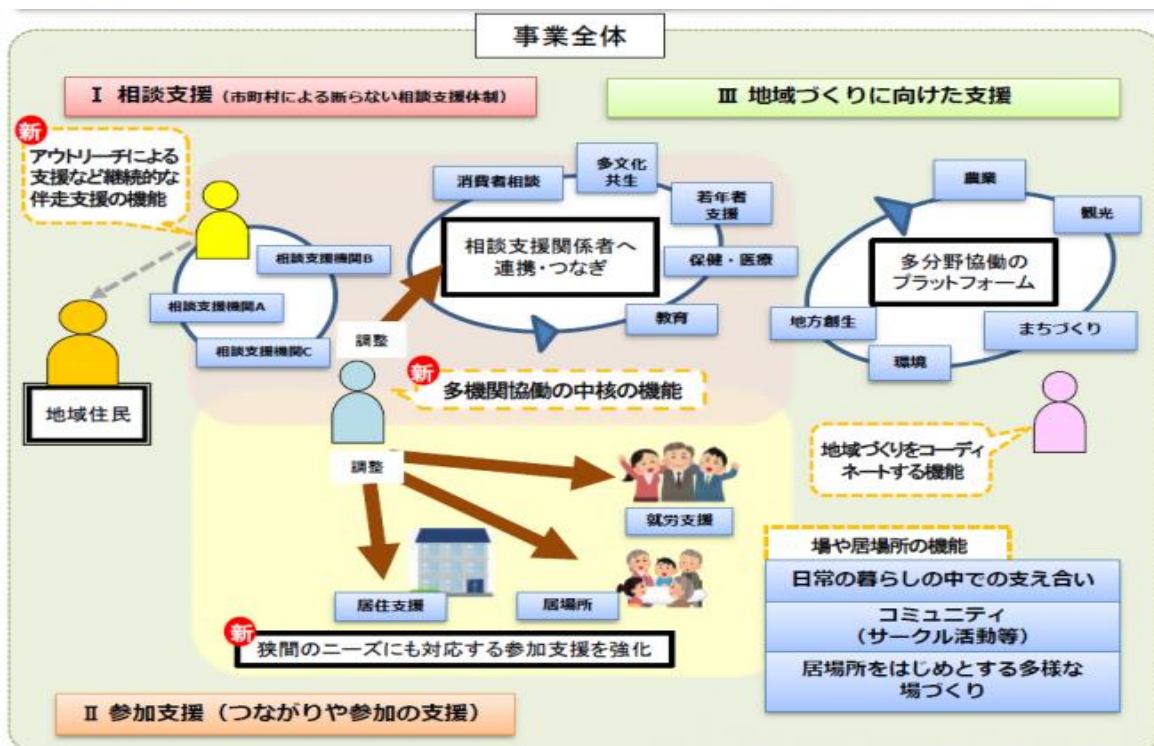 事業全体
Ⅰ 相談支援（市町村による断らない相談支援体制）
Ⅲ 地域づくりに向けた支援
新
アウトリーチによる
支援など継続的な
伴走支援の機能
相談支援機関B
相談支援機関A
相談支援機関C
地域住民
消費者相談
多文化
共生
若年者
支援
保健・医療
教育
相談支援関係者へ
連携・つなぎ
調整
新
多機関協働の中核の機能
農業
観光
多分野協働の
プラットフォーム
地方創生
まちづくり
環境
地域づくりをコーディ
ネートする機能
調整
就労支援
居住支援
居場所
新
狭間のニーズにも対応する参加支援を強化
場や居場所の機能
日常の暮らしの中での支え合い
コミュニティ
（サークル活動等）
居場所をはじめとする多様な
場づくり
Ⅱ 参加支援（つながりや参加の支援）